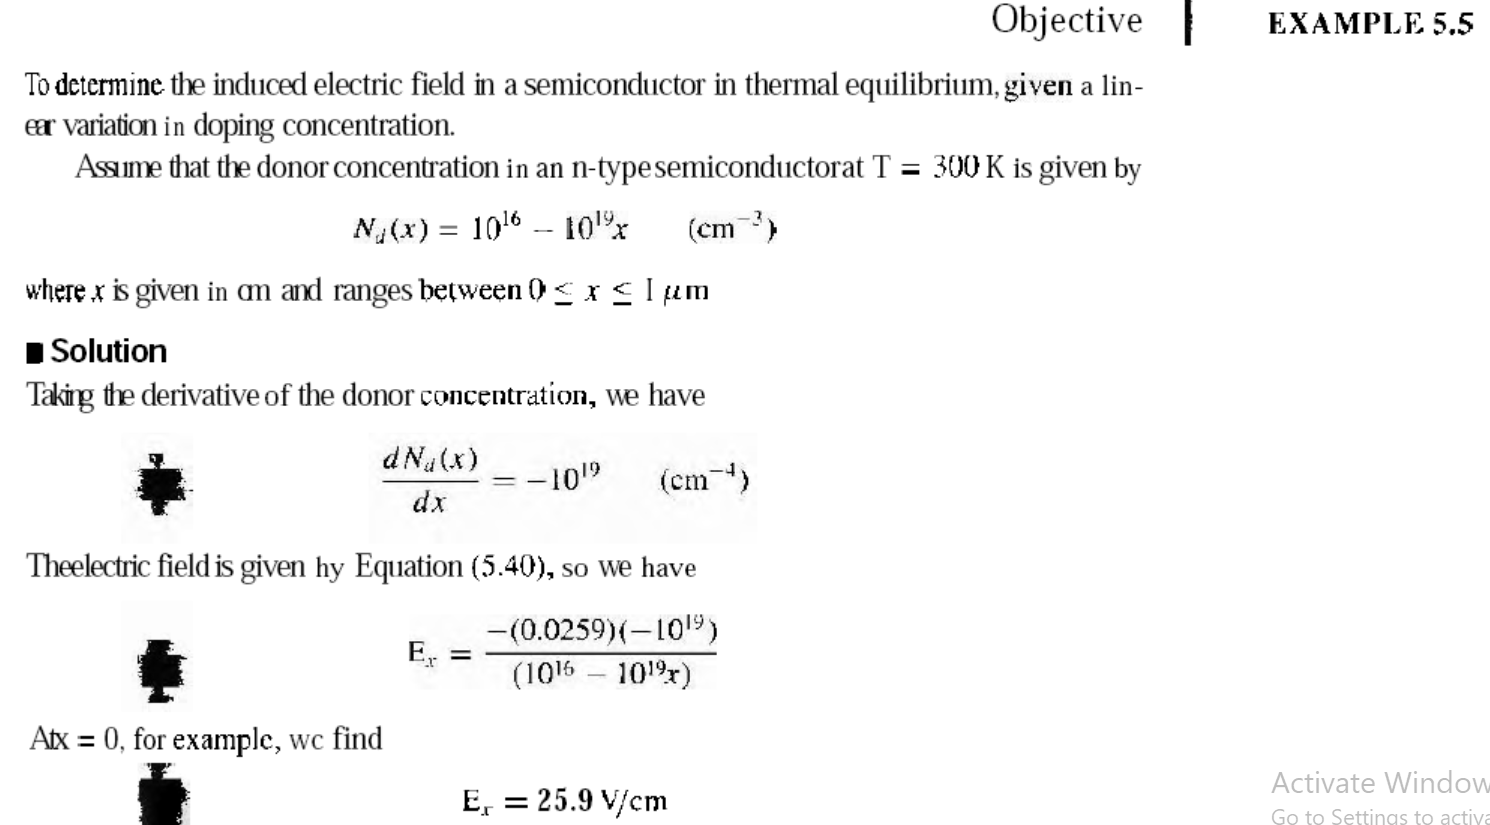 Objective EXAMPLE 5.5
To determine the induced electric field in a semiconductor in thermal equilibrium, given a lin-
ear variation in doping concentration.
Assume that the donor concentration in an n-type semiconductor at T = 300 K is given by
N_d(x) = 10^16 − 10^19x (cm^−3)
where x is given in cm and ranges between 0 ≤ x ≤ 1 μm
■ Solution
Taking the derivative of the donor concentration, we have
dN_d(x)/dx = −10^19 (cm^−4)
The electric field is given hy Equation (5.40), so we have
E_x = −(0.0259)(−10^19)/(10^16 − 10^19x)
At x = 0, for example, wc find
E_x = 25.9 V/cm
Activate Window
Go to Settings to activa